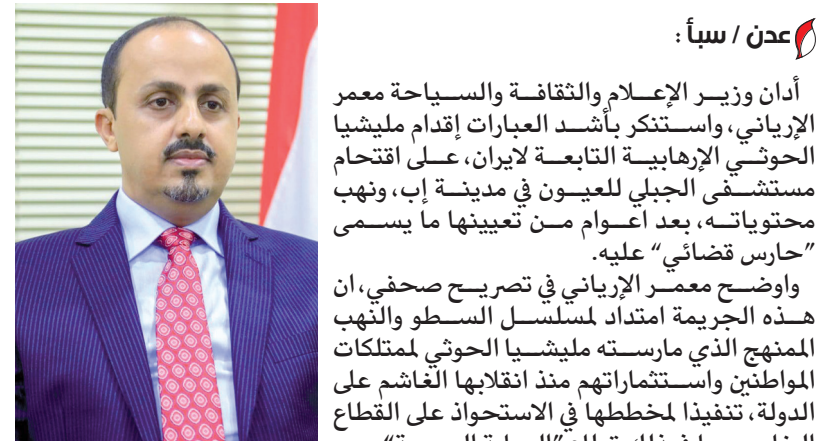 عدن / سبأ :
أدان وزير الإعلام والثقافة والسياحة معمر
الإرياني، واستنكر بأشد العبارات إقدام مليشيا
الحوثي الإرهابية التابعة لايران، على اقتحام
مستشفى الجبلي للعيون في مدينة إب، ونهب
محتوياته، بعد اعوام من تعيينها ما يسمى
"حارس قضائي" عليه.
واوضح معمر الإرياني في تصريح صحفي، ان
هذه الجريمة امتداد لمسلسل السطو والنهب
الممنهج الذي مارسته مليشيا الحوثي لممتلكات
المواطنين واستثماراتهم منذ انقلابها الغاشم على
الدولة، تنفيذا لمخططها في الاستحواذ على القطاع